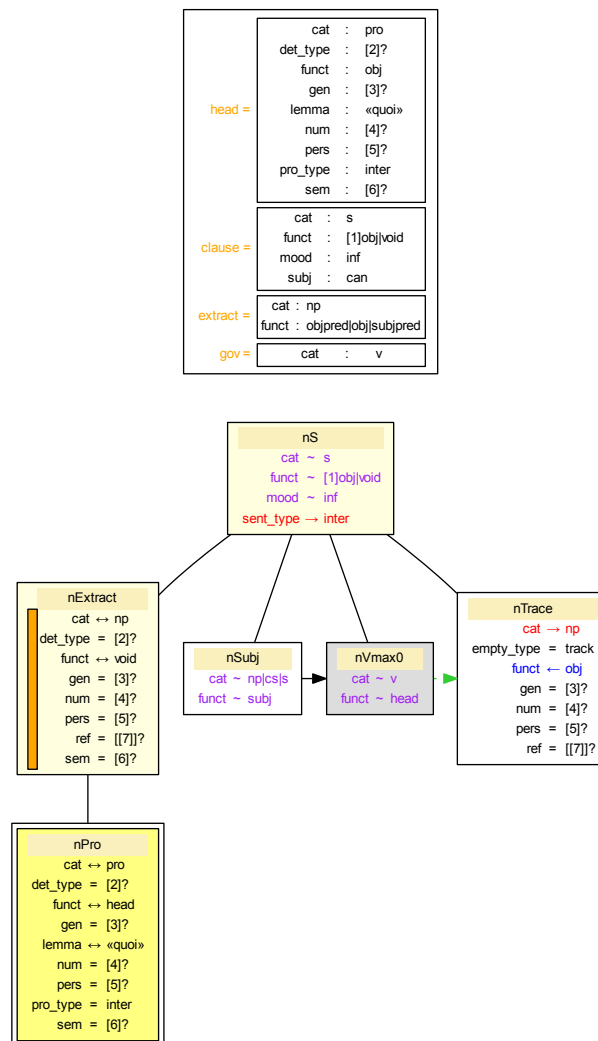 head =
cat : pro
det_type : [2]?
funct : obj
gen : [3]?
lemma : «quoi»
num : [4]?
pers : [5]?
pro_type : inter
sem : [6]?
clause =
cat : s
funct : [1]obj|void
mood : inf
subj : can
extract =
cat : np
funct : objpred|obj|subjpred
gov =
cat : v
nS
cat ~ s
funct ~ [1]obj|void
mood ~ inf
sent_type → inter
nExtract
cat ↔ np
det_type = [2]?
funct ↔ void
gen = [3]?
num = [4]?
pers = [5]?
ref = [[7]]?
sem = [6]?
nSubj
cat ~ np|cs|s
funct ~ subj
nVmax0
cat ~ v
funct ~ head
nTrace
cat → np
empty_type = track
funct ← obj
gen = [3]?
num = [4]?
pers = [5]?
ref = [[7]]?
nPro
cat ↔ pro
det_type = [2]?
funct ↔ head
gen = [3]?
lemma ↔ «quoi»
num = [4]?
pers = [5]?
pro_type = inter
sem = [6]?